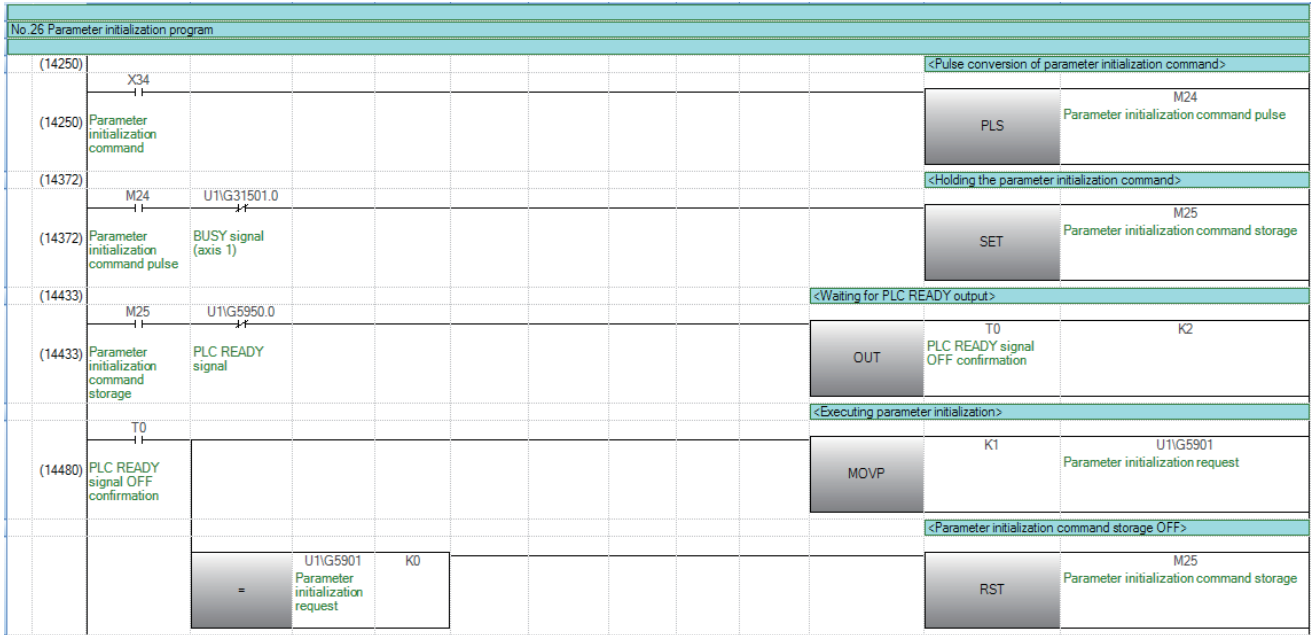 No.26 Parameter initialization program
(14250)
<Pulse conversion of parameter initialization command>
X34
M24
(14250)
Parameter
initialization
command
PLS
Parameter initialization command pulse
(14372)
<Holding the parameter initialization command>
M24
U1\G31501.0
M25
(14372)
Parameter
initialization
command pulse
BUSY signal
(axis 1)
SET
Parameter initialization command storage
(14433)
<Waiting for PLC READY output>
M25
U1\G5950.0
T0
K2
(14433)
Parameter
initialization
command
storage
PLC READY
signal
OUT
PLC READY signal
OFF confirmation
<Executing parameter initialization>
T0
K1
U1\G5901
(14480)
PLC READY
signal OFF
confirmation
MOVP
Parameter initialization request
<Parameter initialization command storage OFF>
U1\G5901
K0
M25
=
Parameter
initialization
request
RST
Parameter initialization command storage